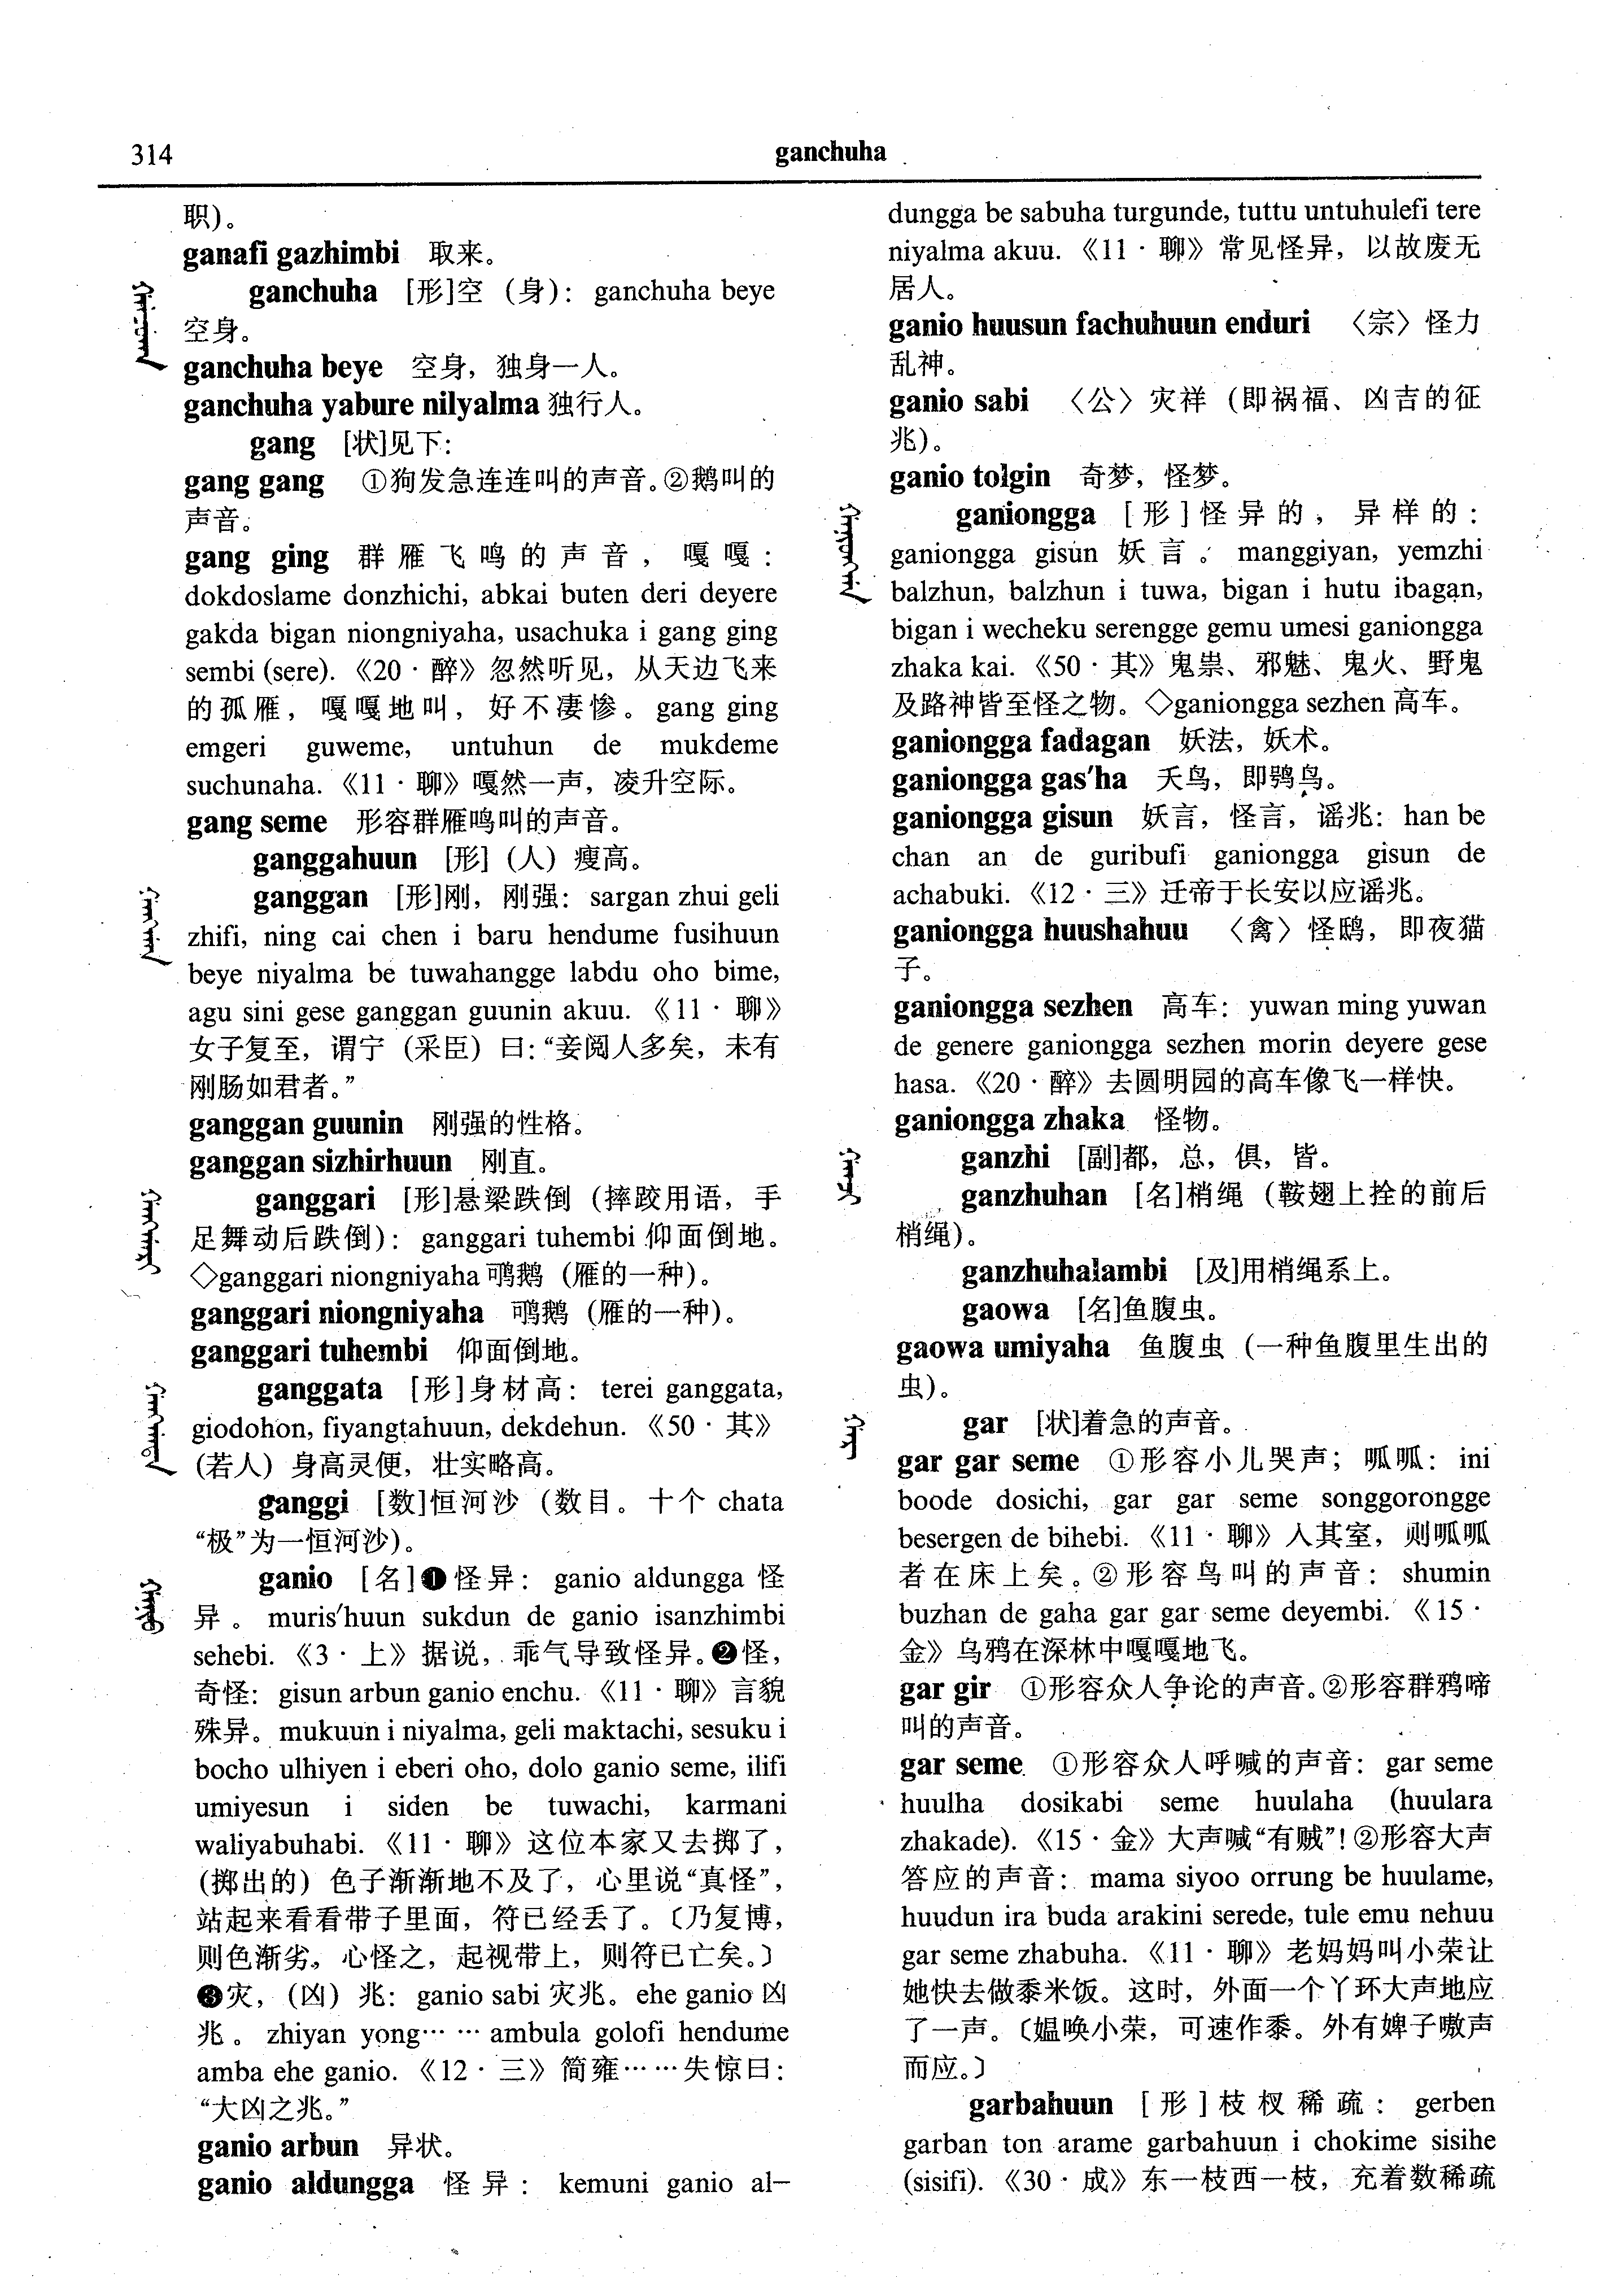 314
ganchuha
职)。
ganafi gazhimbi 取来。
ganchuha [形]空（身）：ganchuha beye
空身。
ganchuha beye 空身，独身一人。
ganchuha yabure nilyalma 独行人。
gang [状]见下：
gang gang ①狗发急连连叫的声音。②鹅叫的
声音。
gang ging 群雁飞鸣的声音，嘎嘎：
dokdoslame donzhichi, abkai buten deri deyere
gakda bigan niongniyaha, usachuka i gang ging
sembi (sere).《20·醉》忽然听见，从天边飞来
的孤雁，嘎嘎地叫，好不凄惨。gang ging
emgeri guweme, untuhun de mukdeme
suchunaha.《11·聊》嘎然一声，凌升空际。
gang seme 形容群雁鸣叫的声音。
ganggahuun [形]（人）瘦高。
ganggan [形]刚，刚强：sargan zhui geli
zhifi, ning cai chen i baru hendume fusihuun
beye niyalma be tuwahangge labdu oho bime,
agu sini gese ganggan guunin akuu.《11·聊》
女子复至，谓宁（采臣）曰：“妾阅人多矣，未有
刚肠如君者。”
ganggan guunin 刚强的性格。
ganggan sizhirhuun 刚直。
ganggari [形]悬梁跌倒（摔跤用语，手
足舞动后跌倒）：ganggari tuhembi 仰面倒地。
◇ganggari niongniyaha 鸣鹅（雁的一种）。
ganggari niongniyaha 鸣鹅（雁的一种）。
ganggari tuhembi 仰面倒地。
ganggata [形]身材高：terei ganggata,
giodohon, fiyangtahuun, dekdehun.《50·其》
（若人）身高灵便，壮实略高。
ganggi [数]恒河沙（数目。十个 chata
“极”为一恒河沙）。
ganio [名]❶怪异：ganio aldungga 怪
异。muris'huun sukdun de ganio isanzhimbi
sehebi.《3·上》据说，乖气导致怪异。❷怪，
奇怪：gisun arbun ganio enchu.《11·聊》言貌
殊异。mukuun i niyalma, geli maktachi, sesuku i
bocho ulhiyen i eberi oho, dolo ganio seme, ilifi
umiyesun i siden be tuwachi, karmani
waliyabuhabi.《11·聊》这位本家又去掷了，
（掷出的）色子渐渐地不及了，心里说“真怪”，
站起来看看带子里面，符已经丢了。〔乃复博，
则色渐劣。心怪之，起视带上，则符已亡矣。〕
❸灾，（凶）兆：ganio sabi 灾兆。ehe ganio 凶
兆。zhiyan yong……ambula golofi hendume
amba ehe ganio.《12·三》简雍……失惊曰：
“大凶之兆。”
ganio arbun 异状。
ganio aldungga 怪异：kemuni ganio al-
dungga be sabuha turgunde, tuttu untuhulefi tere
niyalma akuu.《11·聊》常见怪异，以故废无
居人。
ganio huusun fachuhuun enduri 〈宗〉怪力
乱神。
ganio sabi 〈公〉灾祥（即祸福、凶吉的征
兆）。
ganio tolgin 奇梦，怪梦。
ganiongga [形]怪异的，异样的：
ganiongga gisun 妖言。manggiyan, yemzhi
balzhun, balzhun i tuwa, bigan i hutu ibagan,
bigan i wecheku serengge gemu umesi ganiongga
zhaka kai.《50·其》鬼祟、邪魅、鬼火、野鬼
及路神皆至怪之物。◇ganiongga sezhen 高车。
ganiongga fadagan 妖法，妖术。
ganiongga gas'ha 夭鸟，即鸮鸟。
ganiongga gisun 妖言，怪言，谣兆：han be
chan an de guribufi ganiongga gisun de
achabuki.《12·三》迁帝于长安以应谣兆。
ganiongga huushahuu 〈禽〉怪鸱，即夜猫
子。
ganiongga sezhen 高车：yuwan ming yuwan
de genere ganiongga sezhen morin deyere gese
hasa.《20·醉》去圆明园的高车像飞一样快。
ganiongga zhaka 怪物。
ganzhi [副]都，总，俱，皆。
ganzhuhan [名]梢绳（鞍翅上拴的前后
梢绳）。
ganzhuhalambi [及]用梢绳系上。
gaowa [名]鱼腹虫。
gaowa umiyaha 鱼腹虫（一种鱼腹里生出的
虫）。
gar [状]着急的声音。
gar gar seme ①形容小儿哭声；呱呱：ini
boode dosichi, gar gar seme songgorongge
besergen de bihebi.《11·聊》人其室，则呱呱
者在床上矣。②形容鸟叫的声音：shumin
buzhan de gaha gar gar seme deyembi.《15·
金》乌鸦在深林中嘎嘎地飞。
gar gir ①形容众人争论的声音。②形容群鸦啼
叫的声音。
gar seme ①形容众人呼喊的声音：gar seme
huulha dosikabi seme huulaha (huulara
zhakade).《15·金》大声喊“有贼”！②形容大声
答应的声音：mama siyoo orrung be huulame,
huudun ira buda arakini serede, tule emu nehuu
gar seme zhabuha.《11·聊》老妈妈叫小荣让
她快去做黍米饭。这时，外面一个丫环大声地应
了一声。〔媪唤小荣，可速作黍。外有婢子嗷声
而应。〕
garbahuun [形]枝杈稀疏：gerben
garban ton arame garbahuun i chokime sisihe
(sisifi).《30·成》东一枝西一枝，充着数稀疏